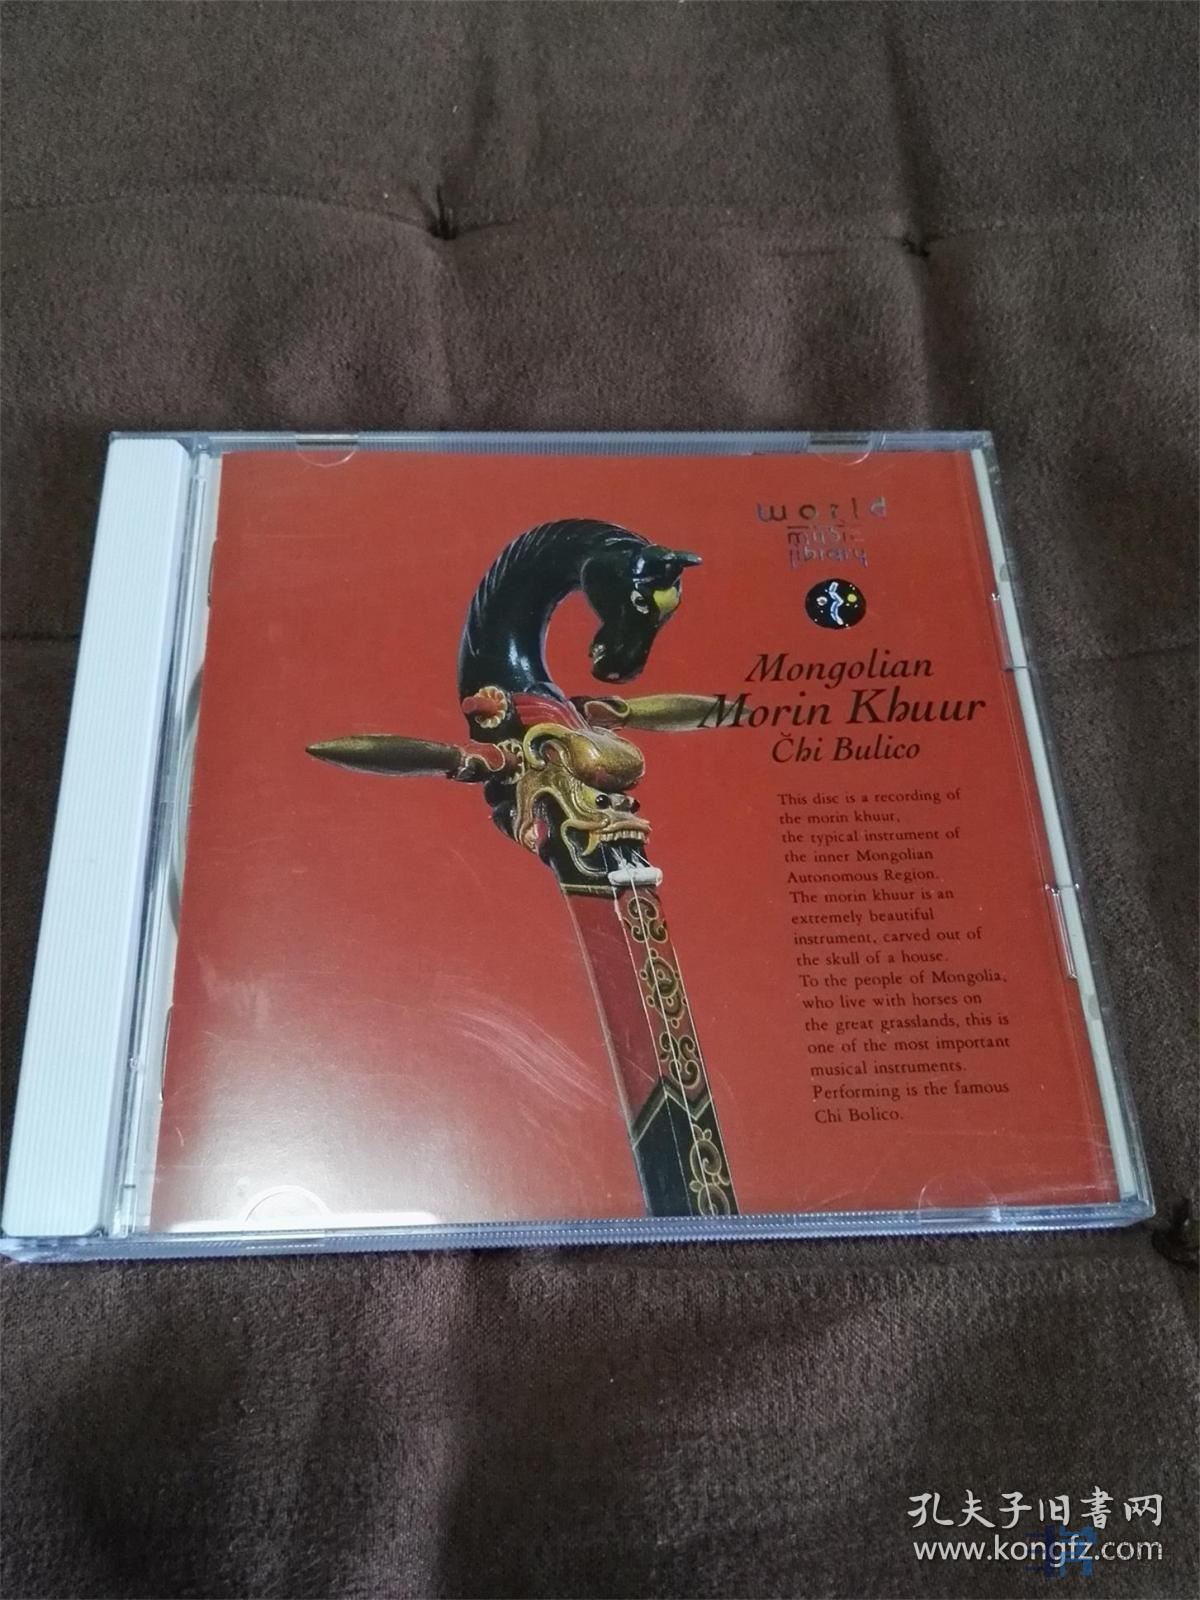 world
music
library
Mongolian
Morin Khuur
Čhi Bulico
This disc is a recording of
the morin khuur,
the typical instrument of
the inner Mongolian
Autonomous Region.
The morin khuur is an
extremely beautiful
instrument, carved out of
the skull of a house.
To the people of Mongolia,
who live with horses on
the great grasslands, this is
one of the most important
musical instruments.
Performing is the famous
Chi Bolico.
孔夫子旧書网
www.kongfz.com